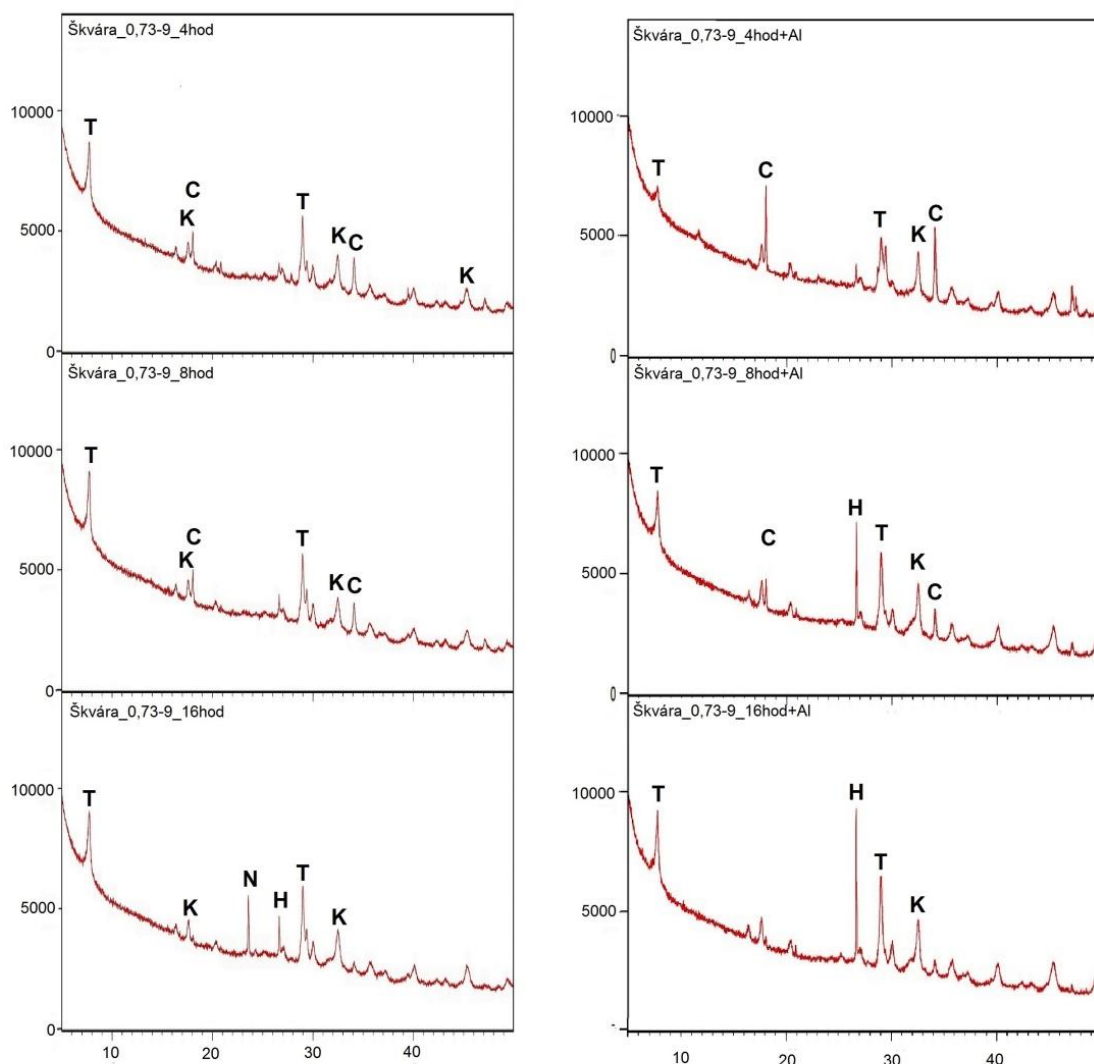 Škvára_0,73-9_4hod
10000
5000
0
T
C
K
T
K
C
K
Škvára_0,73-9_8hod
10000
5000
0
T
C
K
T
K
C
Škvára_0,73-9_16hod
10000
5000
0
T
K
N
H
T
K
10
20
30
40
Škvára_0,73-9_4hod+Al
10000
5000
0
T
C
T
K
C
Škvára_0,73-9_8hod+Al
10000
5000
0
T
C
H
T
K
C
Škvára_0,73-9_16hod+Al
10000
5000
T
H
T
K
10
20
30
40